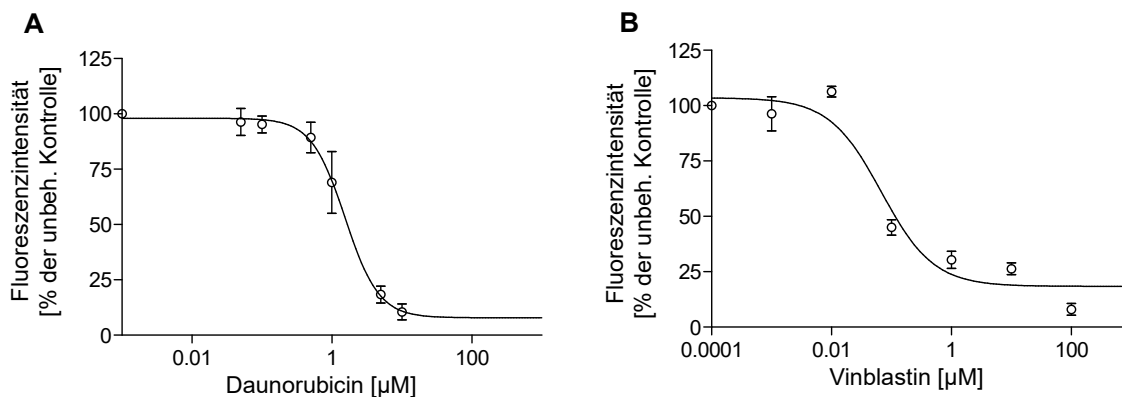 A
Fluoreszenzintensität
[% der unbeh. Kontrolle]
125
100
75
50
25
0
0.01
1
100
Daunorubicin [µM]
B
Fluoreszenzintensität
[% der unbeh. Kontrolle]
125
100
75
50
25
0
0.0001
0.01
1
100
Vinblastin [µM]